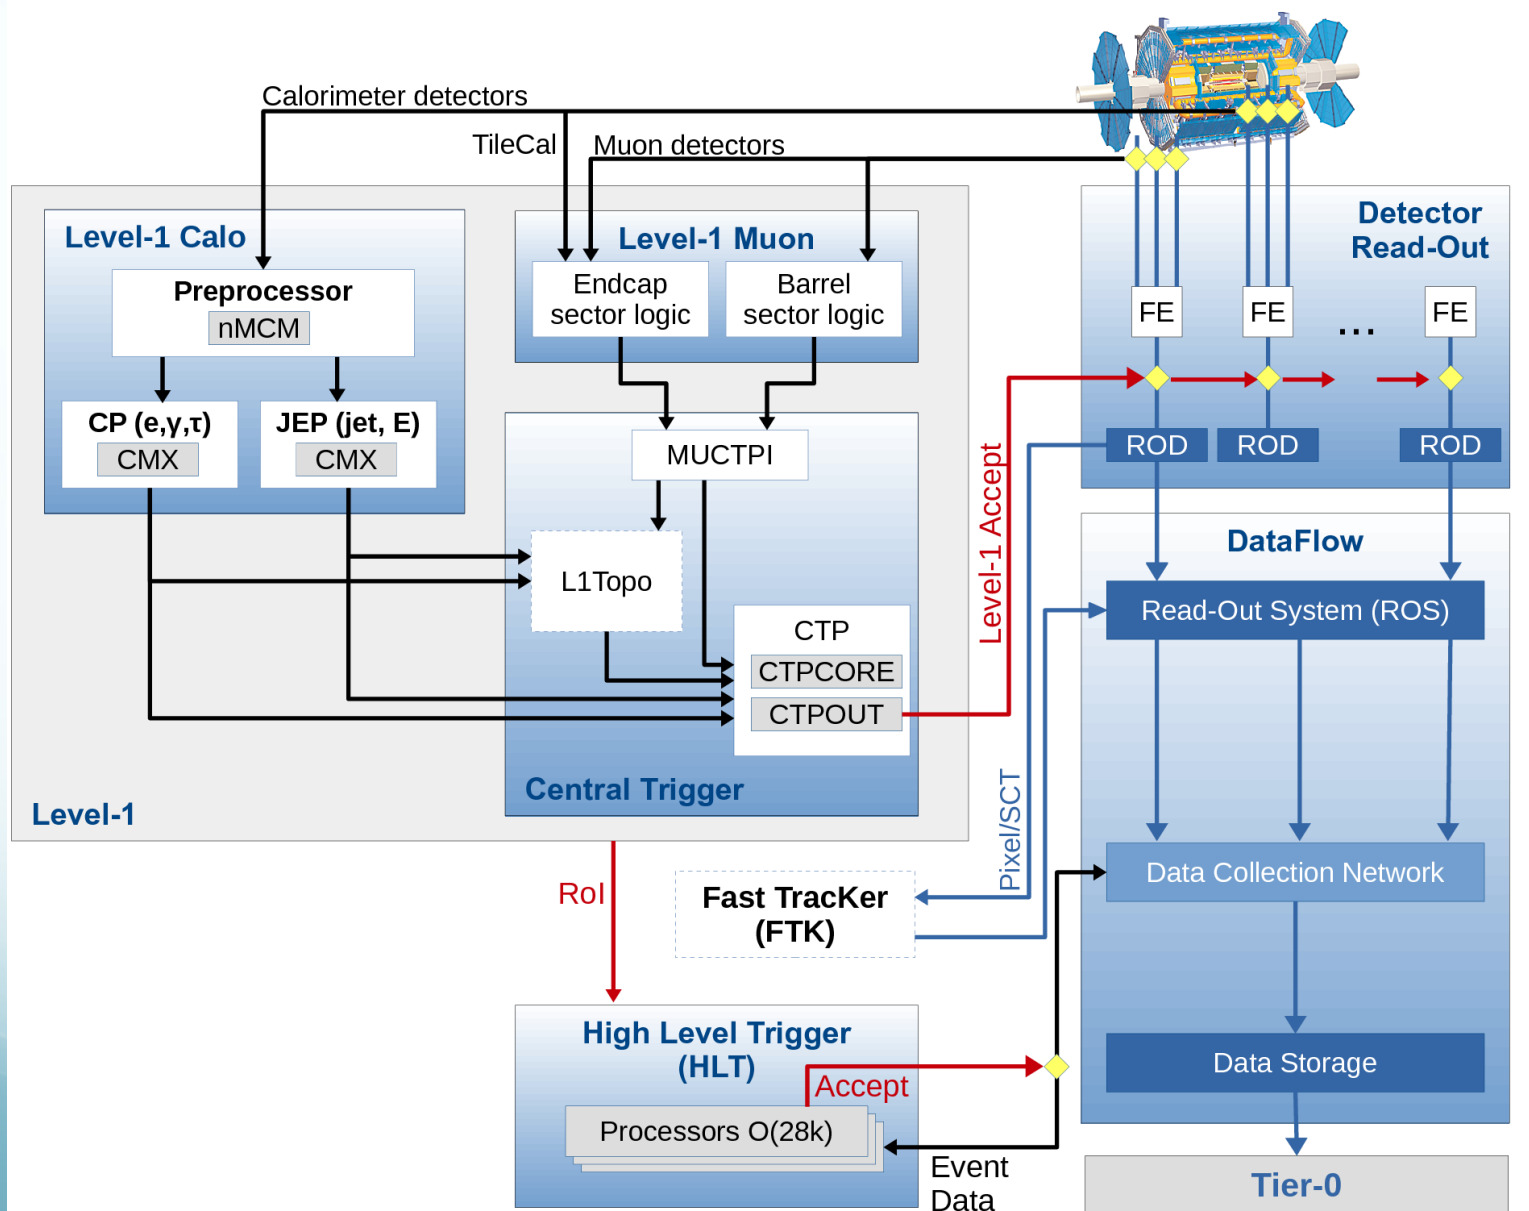 Calorimeter detectors
TileCal
Muon detectors
Level-1 Calo
Preprocessor
nMCM
CP (e,γ,τ)
CMX
JEP (jet, E)
CMX
Level-1 Muon
Endcap
sector logic
Barrel
sector logic
MUCTPI
L1Topo
CTP
CTPCORE
CTPOUT
Central Trigger
Level-1
Level-1 Accept
Detector
Read-Out
FE
FE
...
FE
ROD
ROD
ROD
DataFlow
Read-Out System (ROS)
Pixel/SCT
Data Collection Network
RoI
Fast TracKer
(FTK)
High Level Trigger
(HLT)
Accept
Processors O(28k)
Event
Data
Data Storage
Tier-0